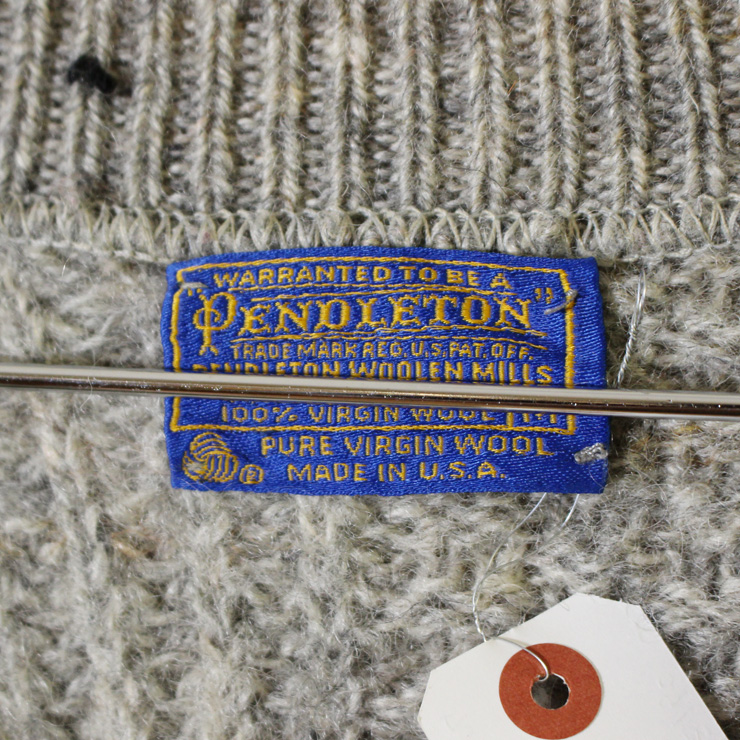 WARRANTED TO BE A
"PENDLETON"
TRADE MARK REG. U.S. PAT. OFF.
PENDLETON WOOLEN MILLS
100% VIRGIN WOOL
PURE VIRGIN WOOL
MADE IN U.S.A.